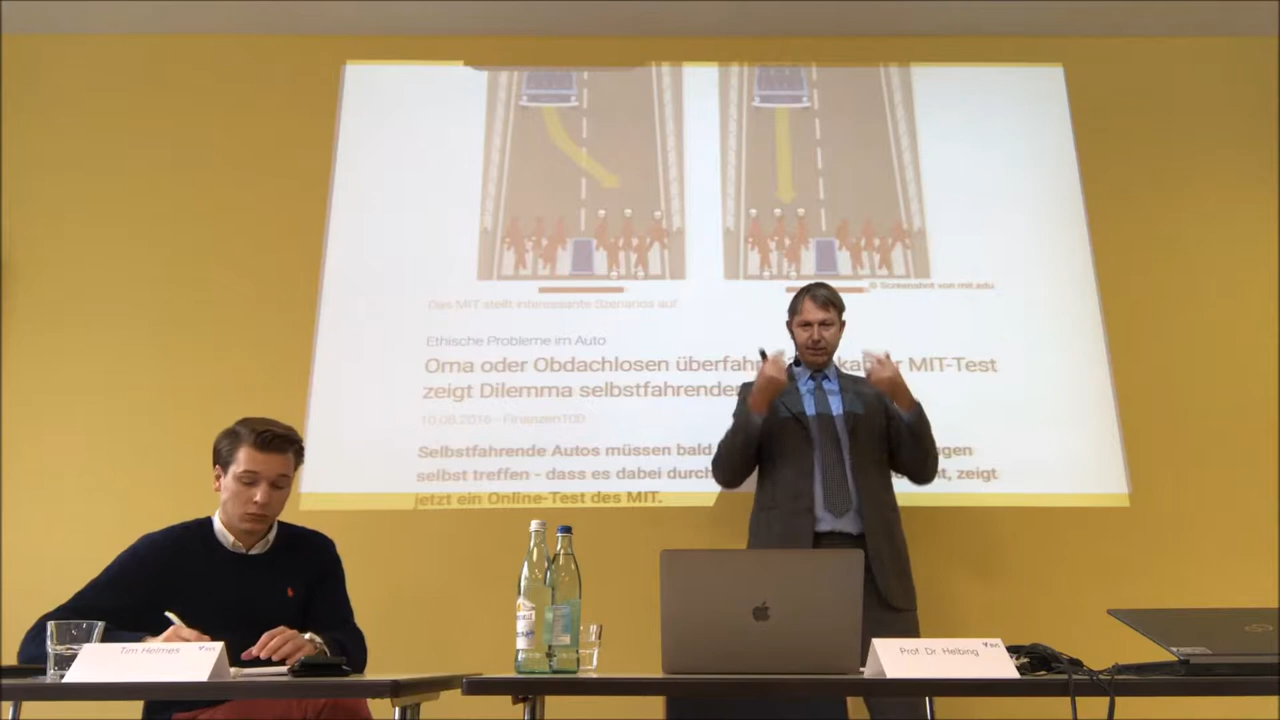 © Screenshot von mit.edu
Das MIT stellt interessante Szenarios auf
Ethische Probleme im Auto
Oma oder Obdachlosen überfahr MIT-Test
zeigt Dilemma selbstfahrender
10.08.2016 - Finanzen100
Selbstfahrende Autos müssen bald
selbst treffen - dass es dabei durch zeigt
jetzt ein Online-Test des MIT.
Tim Helmes
Prof. Dr. Helbing